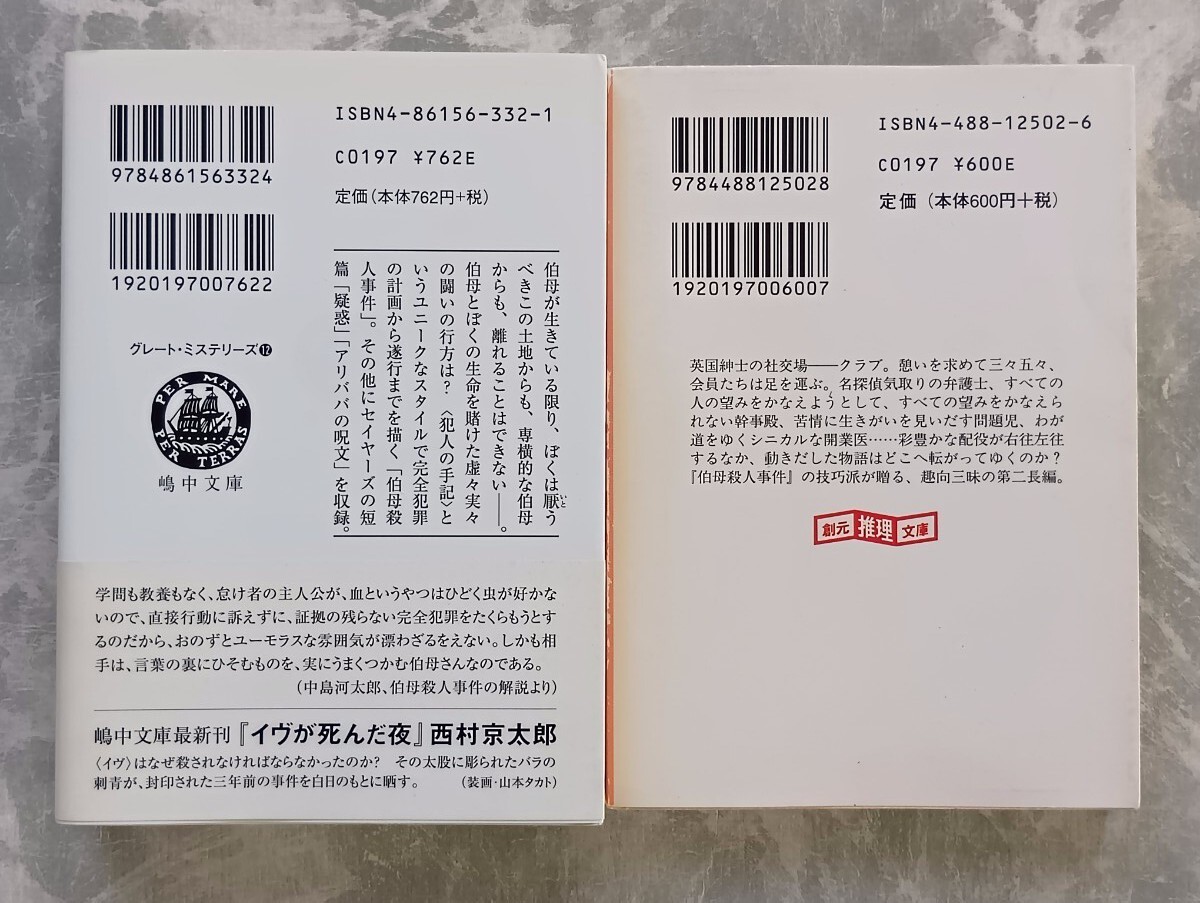 ISBN4-86156-332-1
C0197 ¥762E
定価(本体762円+税)
9784861563324
1920197007622
グレート・ミステリーズ⓬
PER MARE
PER TERRAS
嶋中文庫
伯母が生きている限り、ぼくは厭う
いと
べきこの土地からも、専横的な伯母
からも、離れることはできない――。
伯母とぼくの生命を賭けた虚々実々
の闘いの行方は? 〈犯人の手記〉と
いうユニークなスタイルで完全犯罪
の計画から遂行までを描く「伯母殺
人事件」。その他にセイヤーズの短
篇「疑惑」「アリババの呪文」を収録。
学問も教養もなく、怠け者の主人公が、血というやつはひどく虫が好かな
いので、直接行動に訴えずに、証拠の残らない完全犯罪をたくらもうとす
るのだから、おのずとユーモラスな雰囲気が漂わざるをえない。しかも相
手は、言葉の裏にひそむものを、実にうまくつかむ伯母さんなのである。
(中島河太郎、伯母殺人事件の解説より)
嶋中文庫最新刊『イヴが死んだ夜』西村京太郎
〈イヴ〉はなぜ殺されなければならなかったのか? その太股に彫られたバラの
刺青が、封印された三年前の事件を白日のもとに晒す。 (装画・山本タカト)
ISBN4-488-12502-6
C0197 ¥600E
定価(本体600円+税)
9784488125028
1920197006007
英国紳士の社交場――クラブ。憩いを求めて三々五々、
会員たちは足を運ぶ。名探偵気取りの弁護士、すべての
人の望みをかなえようとして、すべての望みをかなえら
れない幹事殿、苦情に生きがいを見いだす問題児、わが
道をゆくシニカルな開業医……彩豊かな配役が右往左往
するなか、動きだした物語はどこへ転がってゆくのか?
『伯母殺人事件』の技巧派が贈る、趣向三昧の第二長編。
創元推理文庫